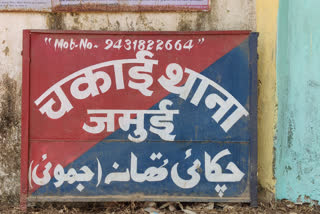 "Mob-No- 9431822664"
चकाई थाना
जमुई
چکائی تھانہ (جموئی)